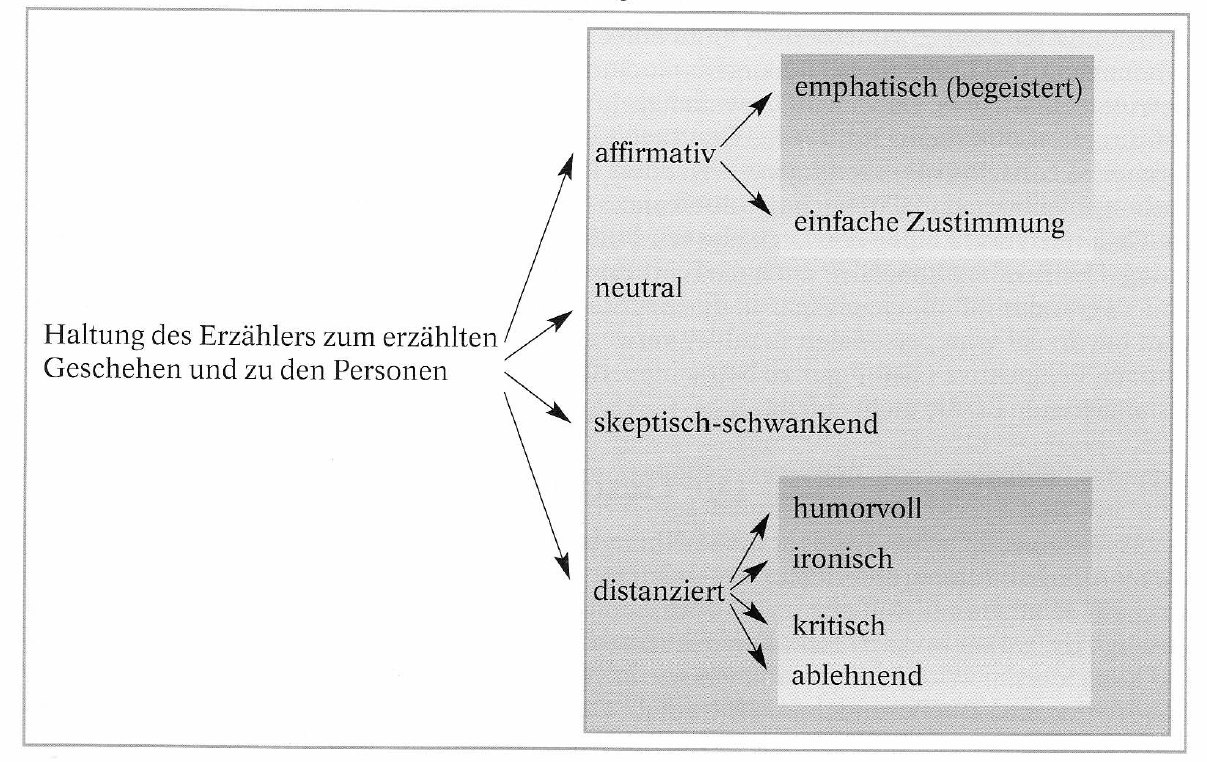 emphatisch (begeistert)
affirmativ
einfache Zustimmung
neutral
Haltung des Erzählers zum erzählten
Geschehen und zu den Personen
skeptisch-schwankend
humorvoll
ironisch
distanziert
kritisch
ablehnend